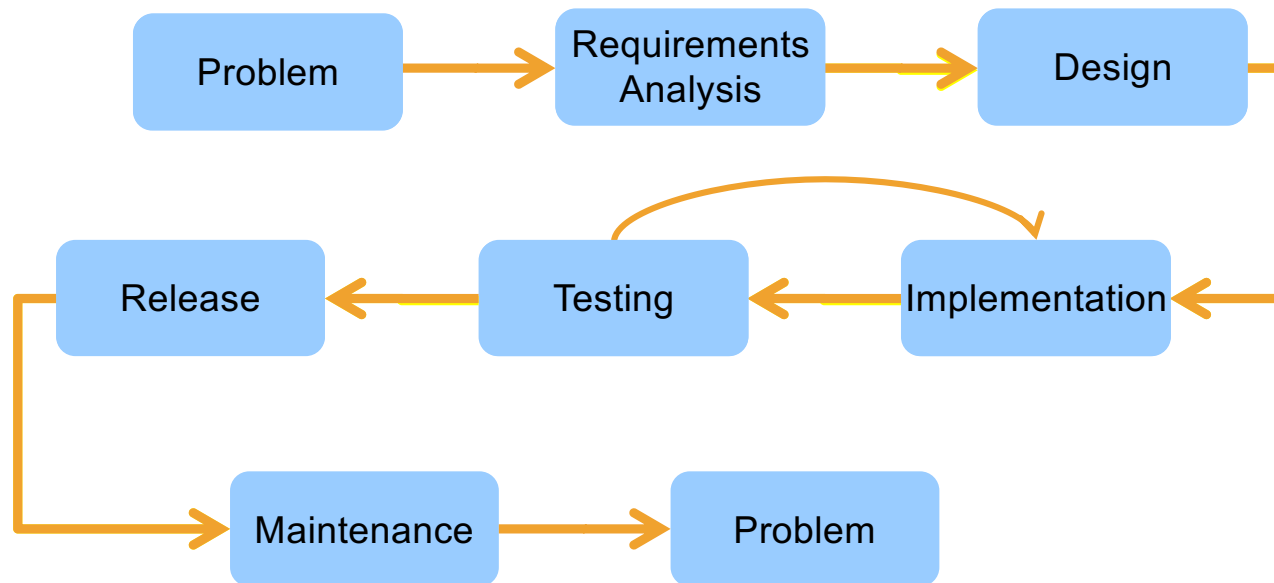 Problem
Requirements
Analysis
Design
Release
Testing
Implementation
Maintenance
Problem